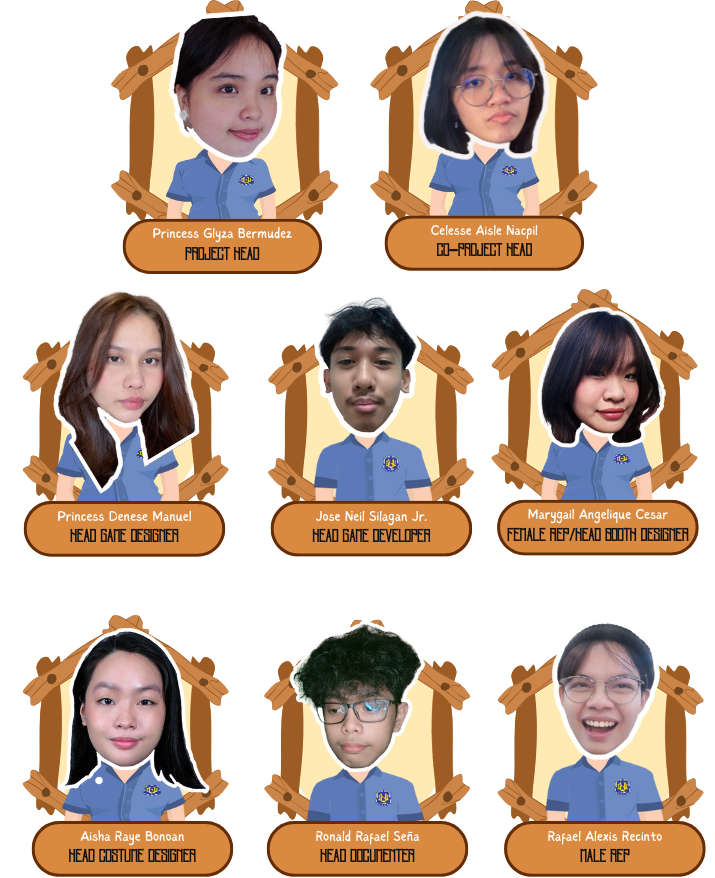 Princess Glyza Bermudez
PROJECT HEAD
Celesse Aisle Nacpil
CO-PROJECT HEAD
Princess Denese Manuel
HEAD GAME DESIGNER
Jose Neil Silagan Jr.
HEAD GAME DEVELOPER
Marygail Angelique Cesar
FEMALE REP/HEAD BOOTH DESIGNER
Aisha Raye Bonoan
HEAD COSTUME DESIGNER
Ronald Rafael Seña
HEAD DOCUMENTER
Rafael Alexis Recinto
MALE REP